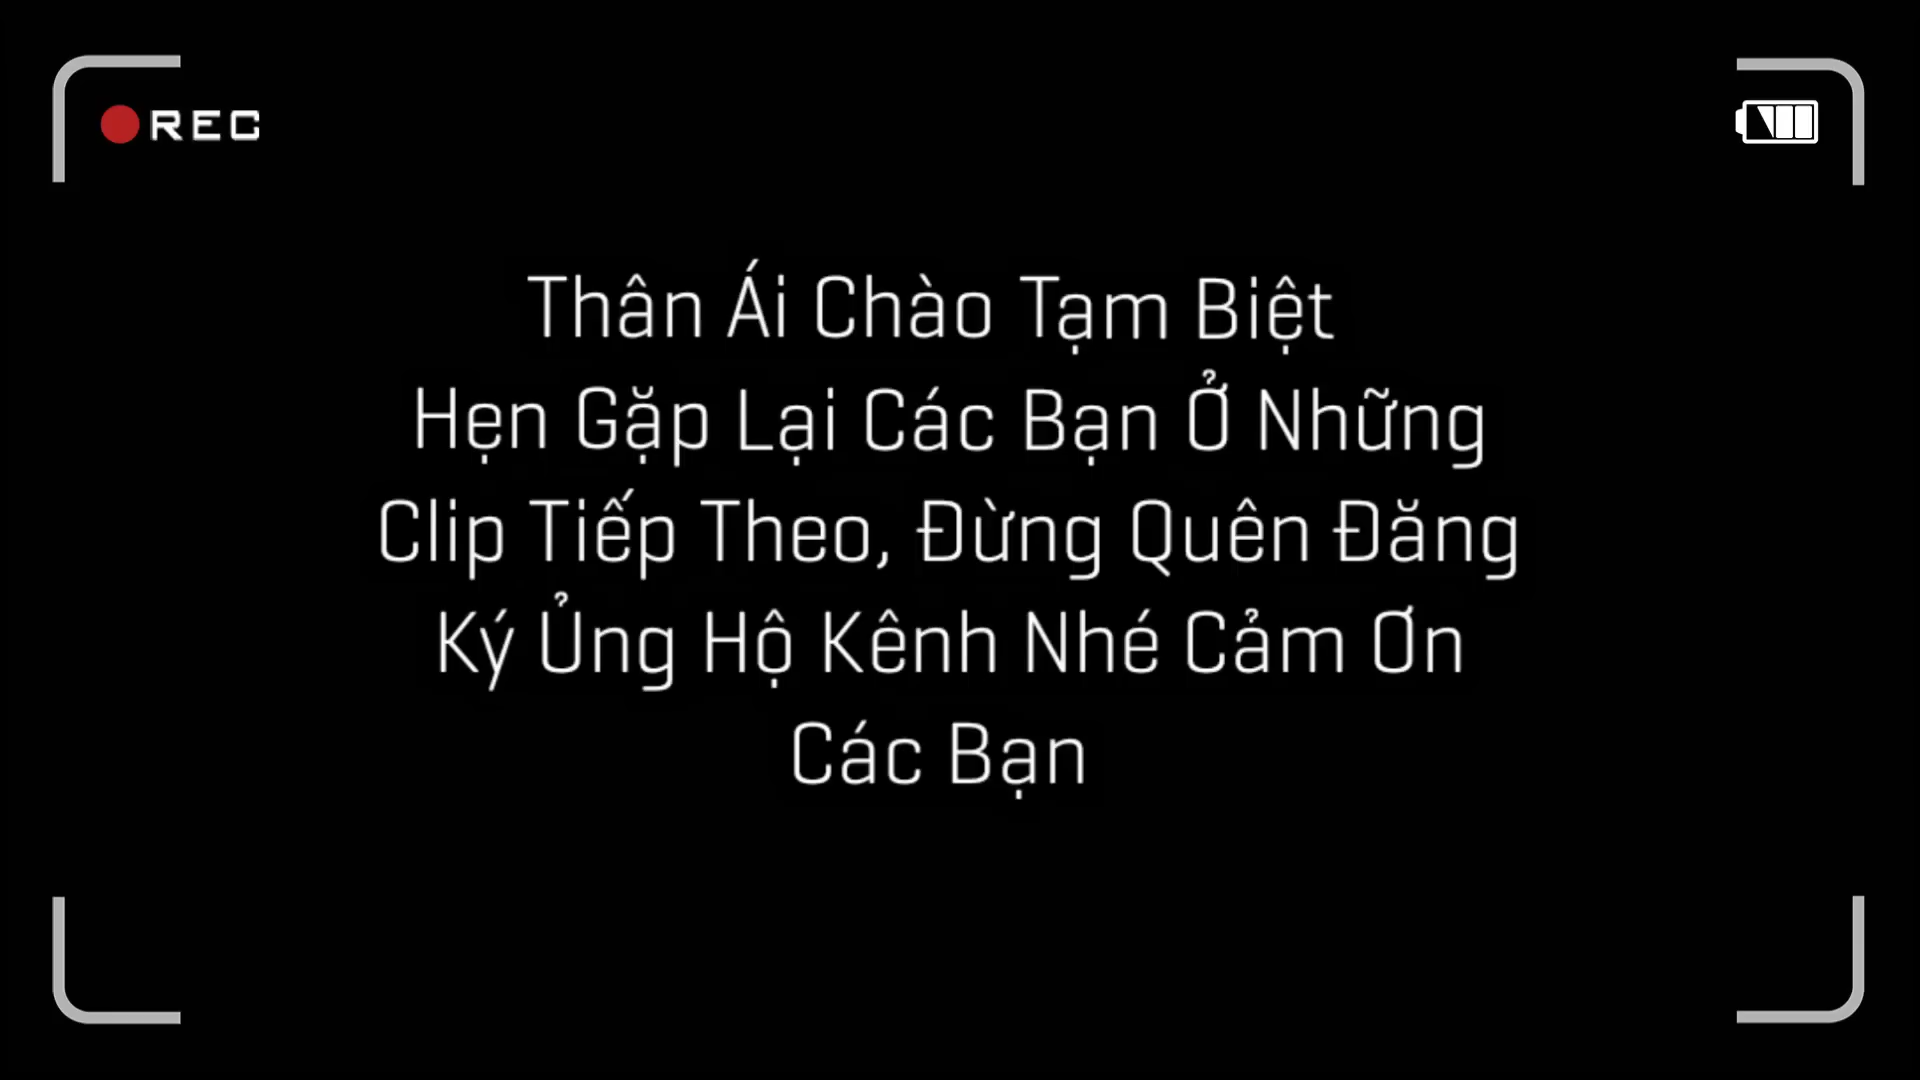 REC
Thân Ái Chào Tạm Biệt
Hẹn Gặp Lại Các Bạn Ở Những
Clip Tiếp Theo, Đừng Quên Đăng
Ký Ủng Hộ Kênh Nhé Cảm Ơn
Các Bạn